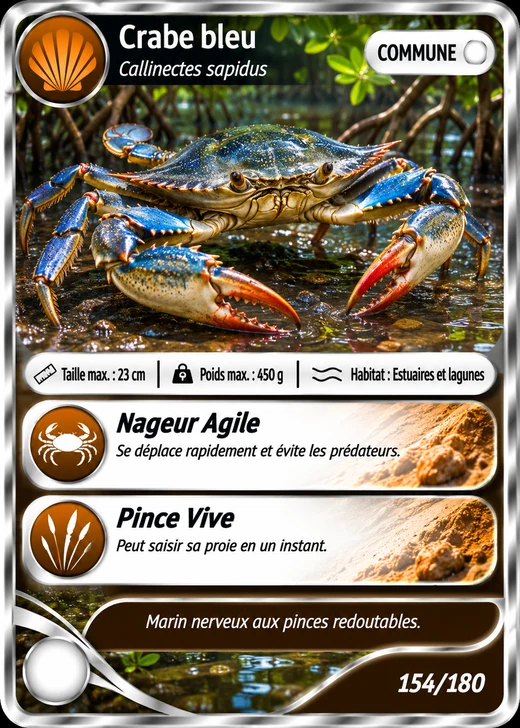 Crabe bleu
Callinectes sapidus
COMMUNE
Taille max. : 23 cm
Poids max. : 450 g
Habitat : Estuaires et lagunes
Nageur Agile
Se déplace rapidement et évite les prédateurs.
Pince Vive
Peut saisir sa proie en un instant.
Marin nerveux aux pinces redoutables.
154/180